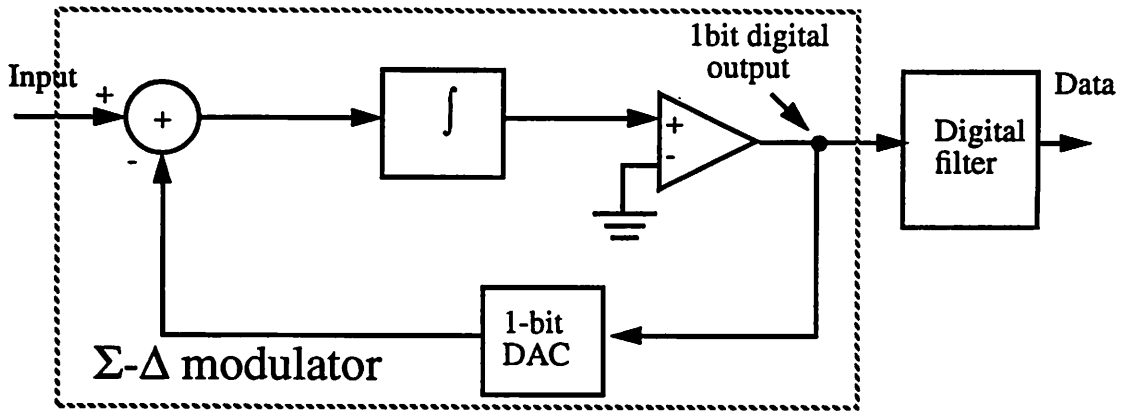 1bit digital
output
Input
+
+
-
∫
+
-
Data
Digital
filter
1-bit
DAC
Σ-Δ modulator